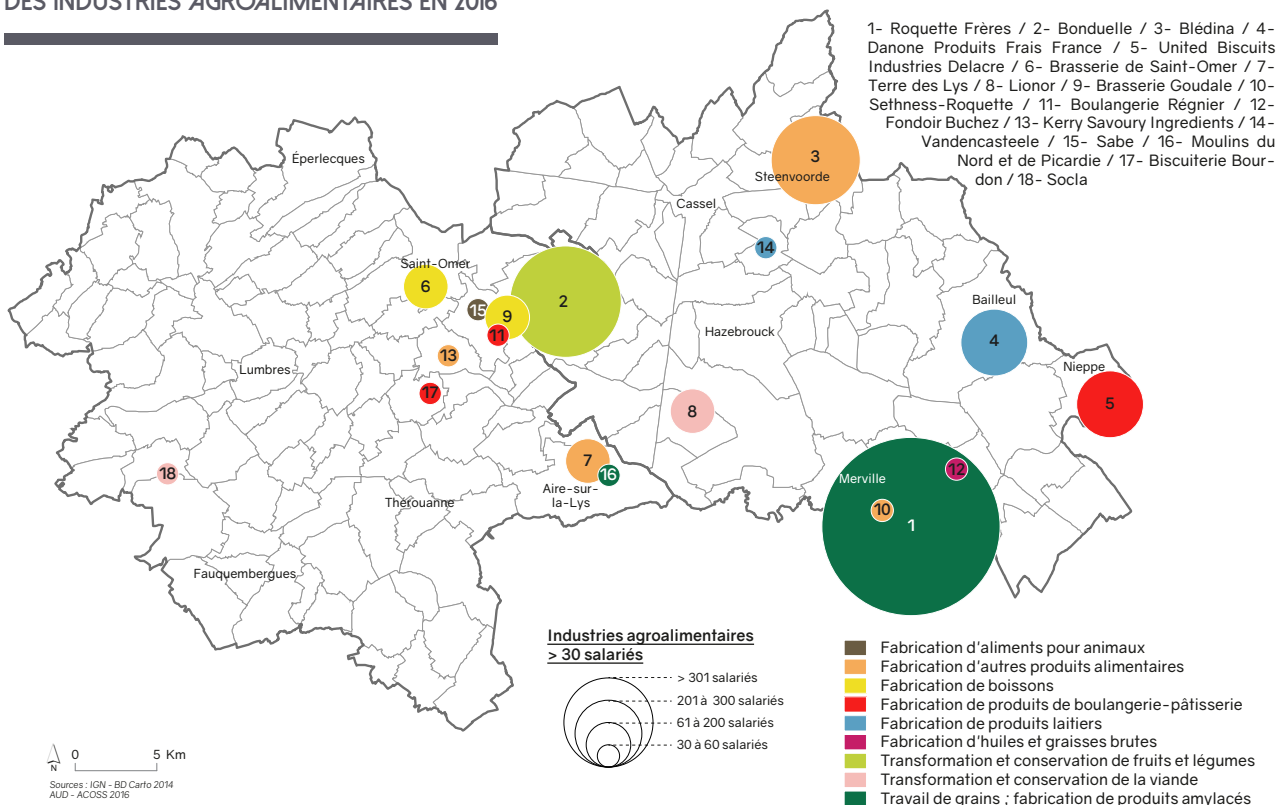 DES INDUSTRIES AGROALIMENTAIRES EN 2016
1- Roquette Frères / 2- Bonduelle / 3- Blédina / 4-
Danone Produits Frais France / 5- United Biscuits
Industries Delacre / 6- Brasserie de Saint-Omer / 7-
Terre des Lys / 8- Lionor / 9- Brasserie Goudale / 10-
Sethness-Roquette / 11- Boulangerie Régnier / 12-
Fondoir Buchez / 13- Kerry Savoury Ingredients / 14-
Vandencasteele / 15- Sabe / 16- Moulins du
Nord et de Picardie / 17- Biscuiterie Bour-
don / 18- Socla
Éperlecques
3
Steenvoorde
Cassel
14
Saint-Omer
6
15
9
2
11
13
17
Lumbres
Hazebrouck
Bailleul
4
Nieppe
5
8
18
7
16
Aire-sur-
la-Lys
Thérouanne
Merville
12
10
1
Fauquembergues
Industries agroalimentaires
> 30 salariés
> 301 salariés
201 à 300 salariés
61 à 200 salariés
30 à 60 salariés
Fabrication d'aliments pour animaux
Fabrication d'autres produits alimentaires
Fabrication de boissons
Fabrication de produits de boulangerie-pâtisserie
Fabrication de produits laitiers
Fabrication d'huiles et graisses brutes
Transformation et conservation de fruits et légumes
Transformation et conservation de la viande
Travail de grains ; fabrication de produits amylacés
N
0 5 Km
Sources : IGN - BD Carto 2014
AUD - ACOSS 2016